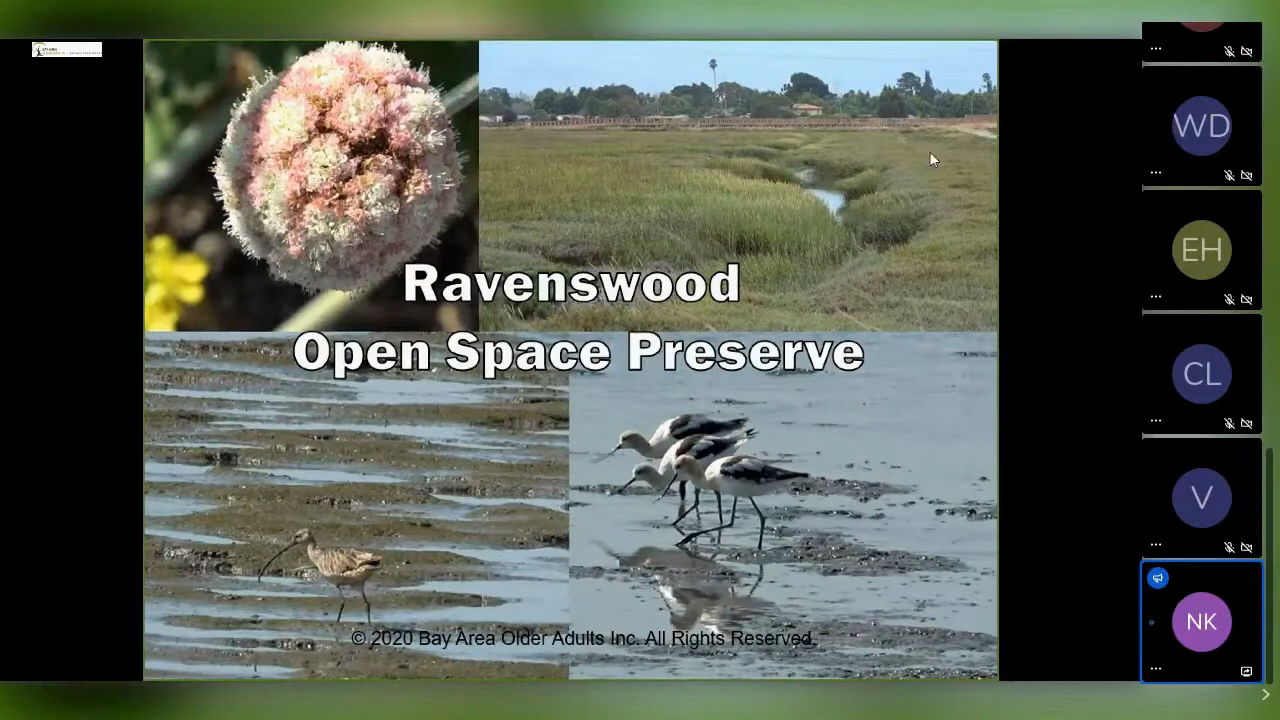 Ravenswood
Open Space Preserve
© 2020 Bay Area Older Adults Inc. All Rights Reserved.
WD
EH
CL
V
NK